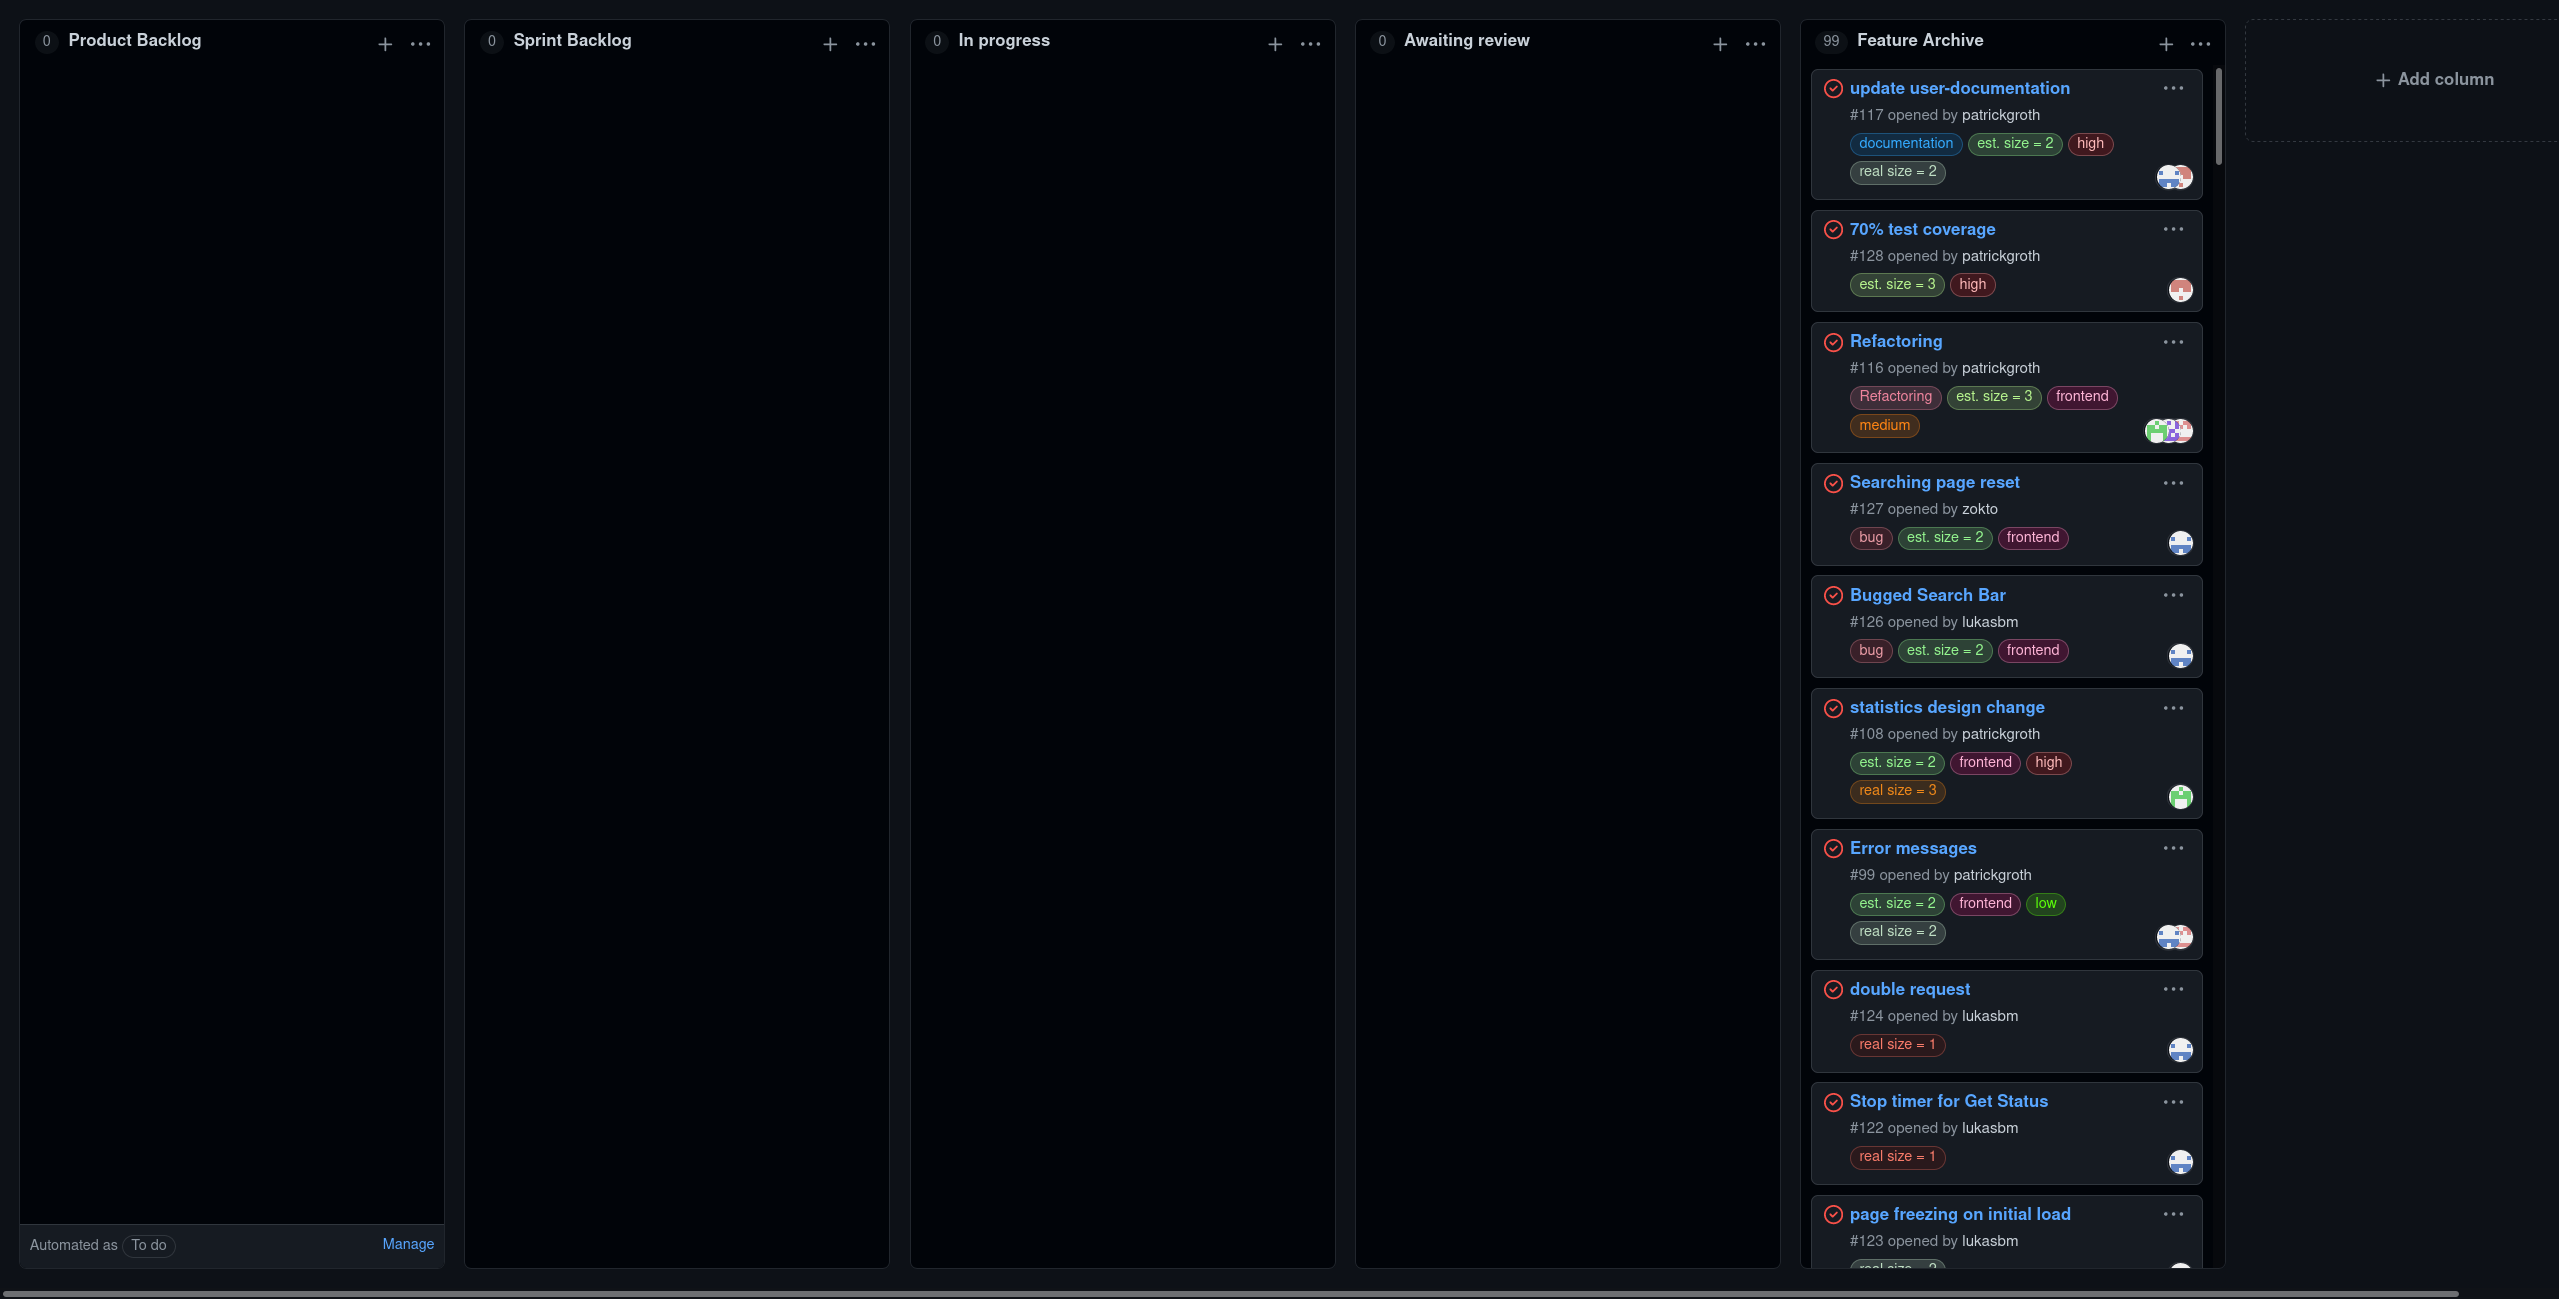 0 Product Backlog
0 Sprint Backlog
0 In progress
0 Awaiting review
99 Feature Archive
Add column
update user-documentation
#117 opened by patrickgroth
documentation est. size = 2 high
real size = 2
70% test coverage
#128 opened by patrickgroth
est. size = 3 high
Refactoring
#116 opened by patrickgroth
Refactoring est. size = 3 frontend
medium
Searching page reset
#127 opened by zokto
bug est. size = 2 frontend
Bugged Search Bar
#126 opened by lukasbm
bug est. size = 2 frontend
statistics design change
#108 opened by patrickgroth
est. size = 2 frontend high
real size = 3
Error messages
#99 opened by patrickgroth
est. size = 2 frontend low
real size = 2
double request
#124 opened by lukasbm
real size = 1
Stop timer for Get Status
#122 opened by lukasbm
real size = 1
page freezing on initial load
#123 opened by lukasbm
real size =
Automated as To do Manage